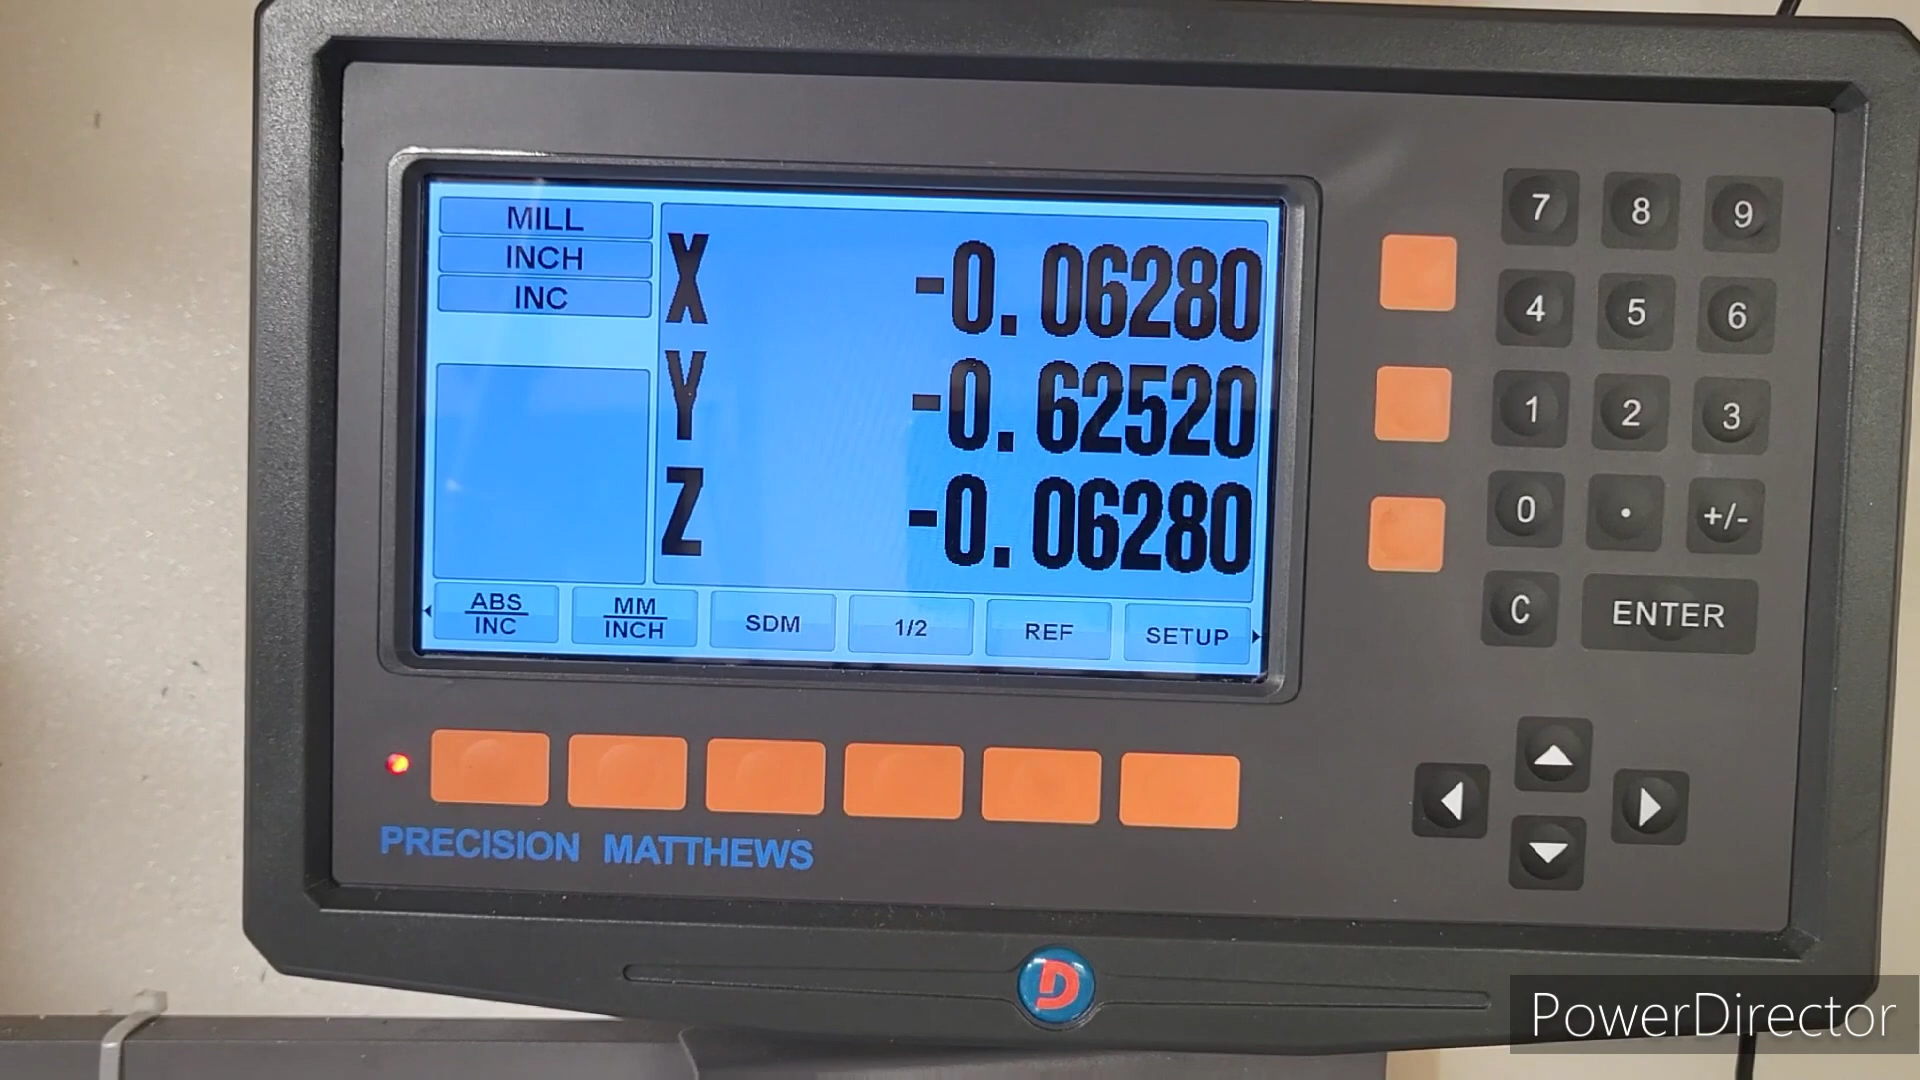 MILL
INCH
INC
X -0.06280
Y -0.62520
Z -0.06280
ABS
INC
MM
INCH
SDM
1/2
REF
SETUP
7 8 9
4 5 6
1 2 3
0 . +/-
C ENTER
PRECISION MATTHEWS
D
PowerDirector